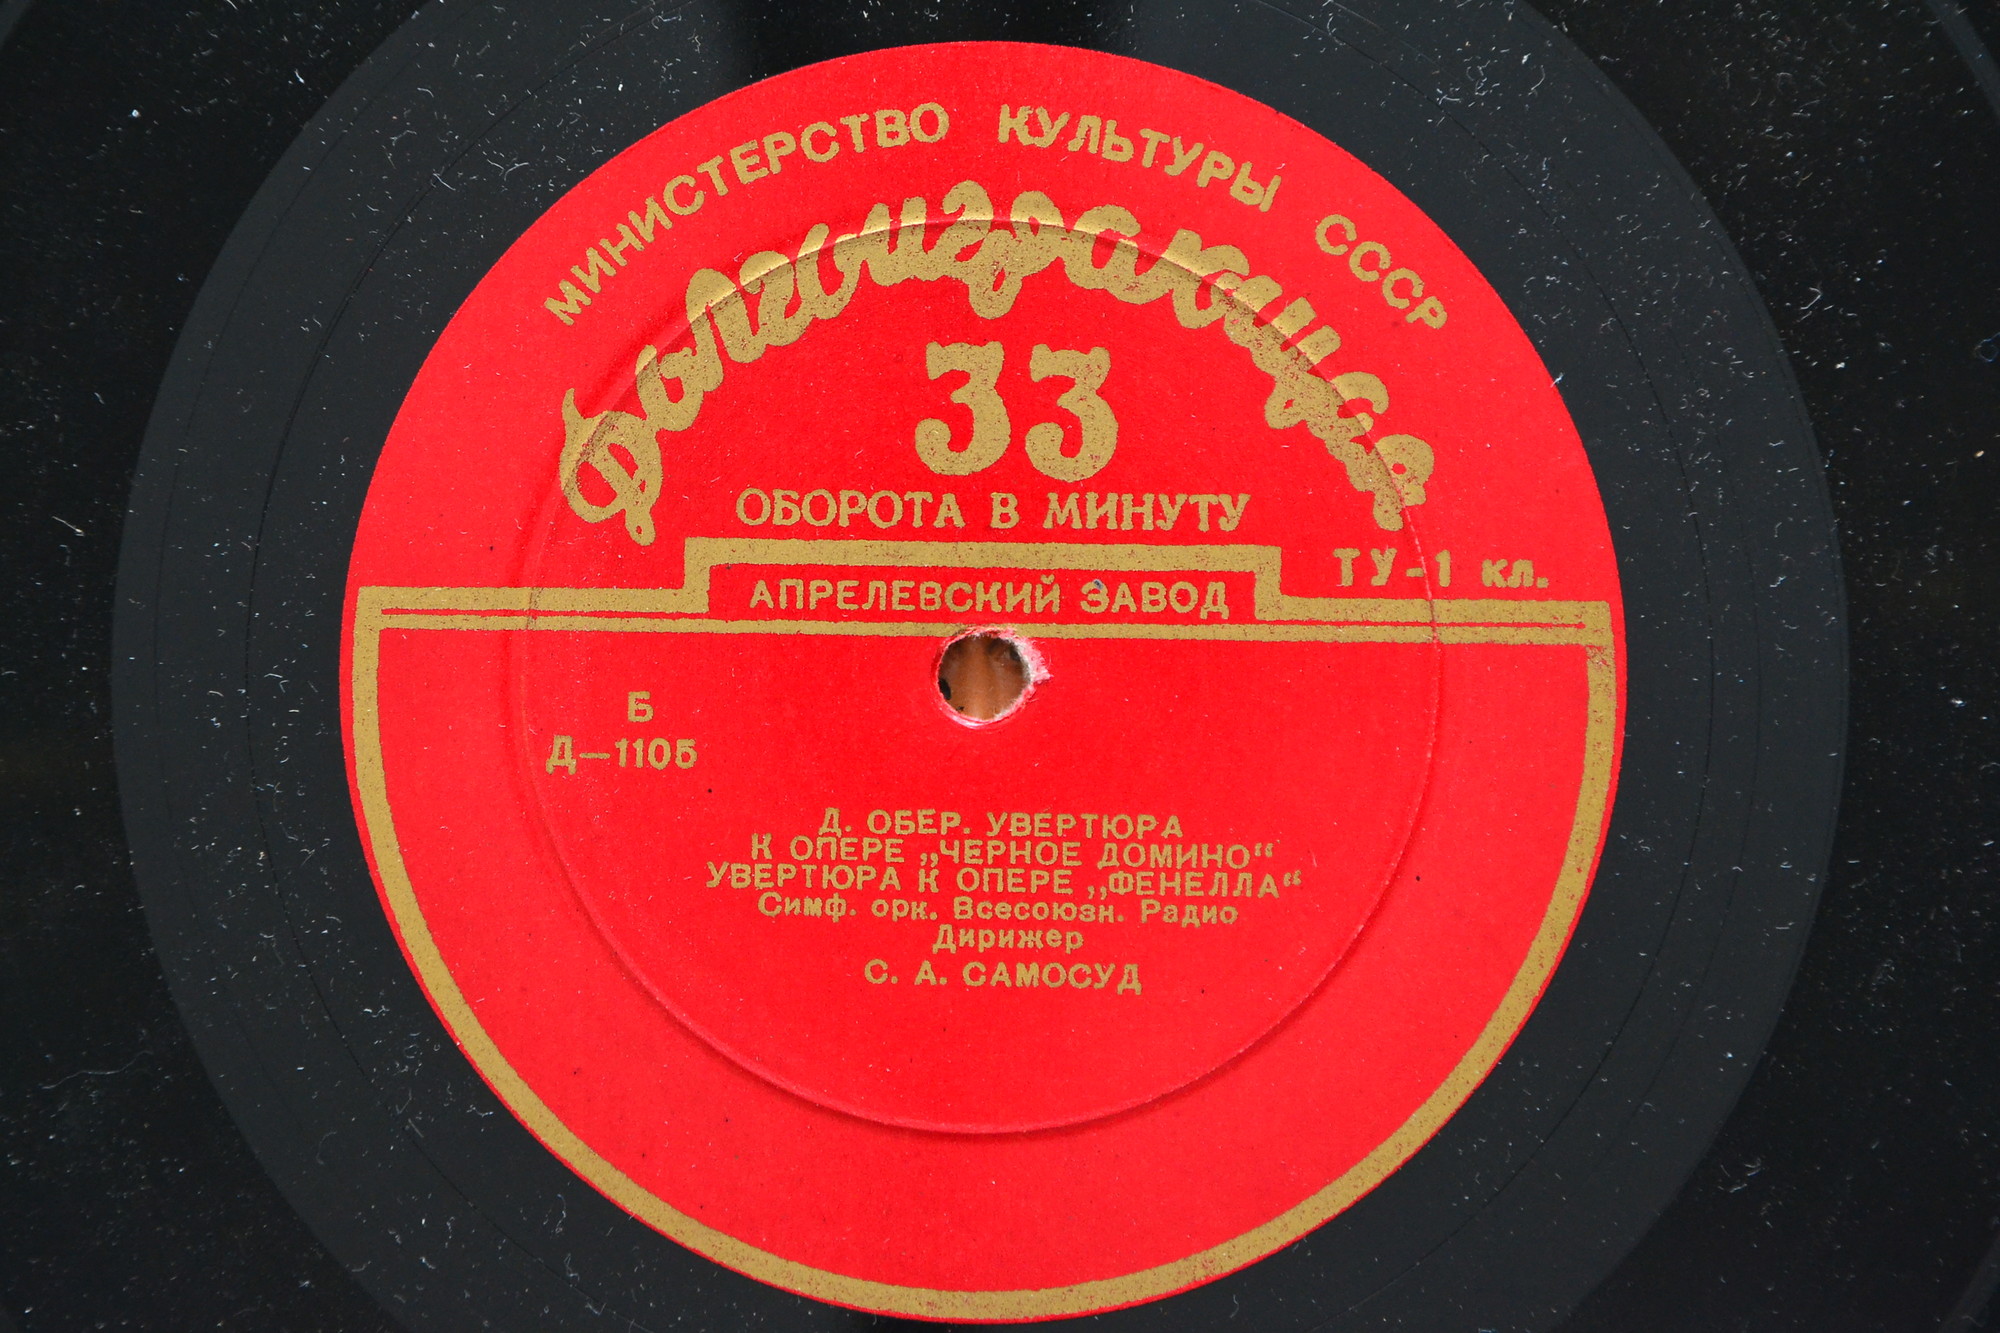 МИНИСТЕРСТВО КУЛЬТУРЫ СССР
Долгоиграющая
33
ОБОРОТА В МИНУТУ
ТУ-1 кл.
АПРЕЛЕВСКИЙ ЗАВОД
Б
Д—1105
Д. ОБЕР. УВЕРТЮРА
К ОПЕРЕ „ЧЕРНОЕ ДОМИНО“
УВЕРТЮРА К ОПЕРЕ „ФЕНЕЛЛА“
Симф. орк. Всесоюзн. Радио
Дирижер
С. А. САМОСУД